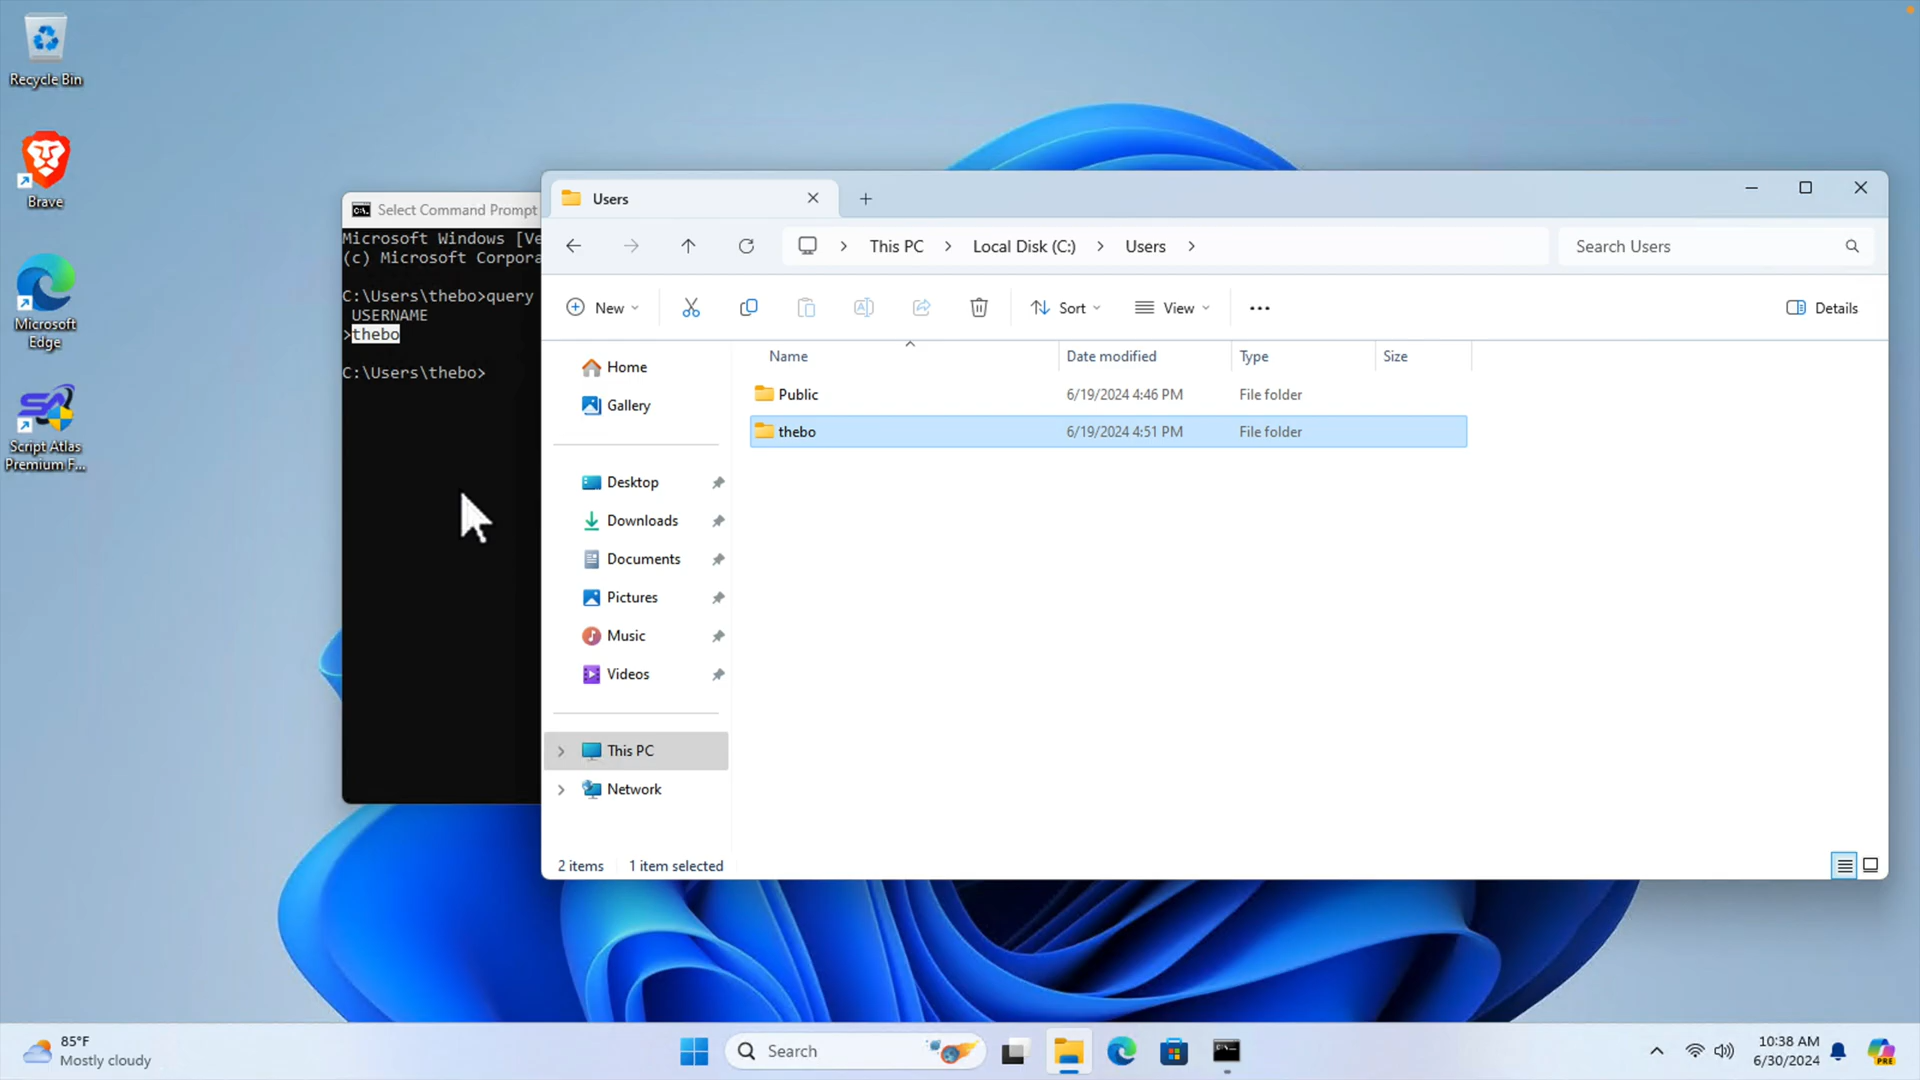 Recycle Bin
Brave
Microsoft
Edge
Script Atlas
Premium F...
Select Command Prompt
Microsoft Windows [Ve
(c) Microsoft Corpora
C:\Users\thebo>query
USERNAME
>thebo
C:\Users\thebo>
Users
This PC
Local Disk (C:)
Users
Search Users
New
Sort
View
Details
Name
Date modified
Type
Size
Public
6/19/2024 4:46 PM
File folder
thebo
6/19/2024 4:51 PM
File folder
Home
Gallery
Desktop
Downloads
Documents
Pictures
Music
Videos
This PC
Network
2 items
1 item selected
85°F
Mostly cloudy
Search
10:38 AM
6/30/2024
PRE